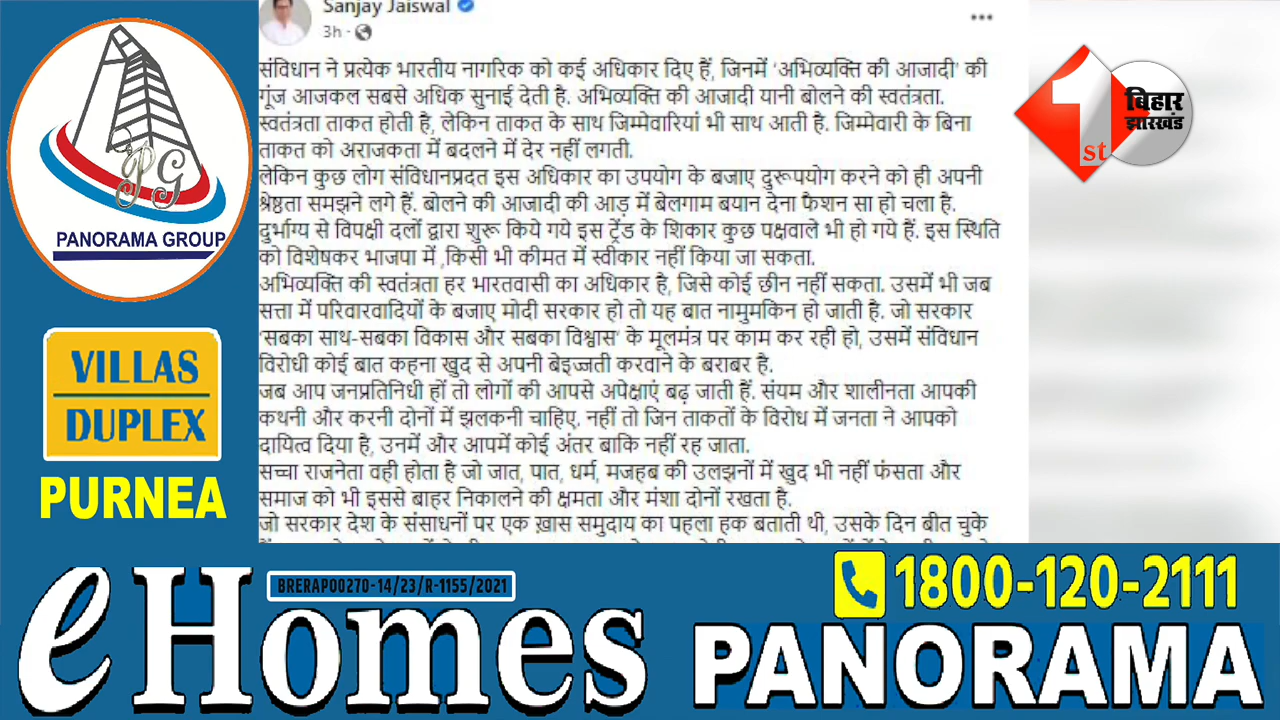 Sanjay Jaiswal
3h
संविधान ने प्रत्येक भारतीय नागरिक को कई अधिकार दिए हैं, जिनमें 'अभिव्यक्ति की आजादी' की
गूंज आजकल सबसे अधिक सुनाई देती है. अभिव्यक्ति की आजादी यानी बोलने की स्वतंत्रता.
स्वतंत्रता ताकत होती है, लेकिन ताकत के साथ जिम्मेवारियां भी साथ आती है. जिम्मेवारी के बिना
ताकत को अराजकता में बदलने में देर नहीं लगती.
लेकिन कुछ लोग संविधानप्रदत इस अधिकार का उपयोग के बजाए दुरूपयोग करने को ही अपनी
श्रेष्ठता समझने लगे हैं. बोलने की आजादी की आड़ में बेलगाम बयान देना फैशन सा हो चला है.
दुर्भाग्य से विपक्षी दलों द्वारा शुरू किये गये इस ट्रेंड के शिकार कुछ पक्षवाले भी हो गये हैं. इस स्थिति
को विशेषकर भाजपा में ,किसी भी कीमत में स्वीकार नहीं किया जा सकता.
अभिव्यक्ति की स्वतंत्रता हर भारतवासी का अधिकार है, जिसे कोई छीन नहीं सकता. उसमें भी जब
सत्ता में परिवारवादियों के बजाए मोदी सरकार हो तो यह बात नामुमकिन हो जाती है. जो सरकार
'सबका साथ-सबका विकास और सबका विश्वास' के मूलमंत्र पर काम कर रही हो, उसमें संविधान
विरोधी कोई बात कहना खुद से अपनी बेइज्जती करवाने के बराबर है.
जब आप जनप्रतिनिधी हों तो लोगों की आपसे अपेक्षाएं बढ़ जाती हैं. संयम और शालीनता आपकी
कथनी और करनी दोनों में झलकनी चाहिए. नहीं तो जिन ताकतों के विरोध में जनता ने आपको
दायित्व दिया है, उनमें और आपमें कोई अंतर बाकि नहीं रह जाता.
सच्चा राजनेता वही होता है जो जात, पात, धर्म, मजहब की उलझनों में खुद भी नहीं फंसता और
समाज को भी इससे बाहर निकालने की क्षमता और मंशा दोनों रखता है.
जो सरकार देश के संसाधनों पर एक ख़ास समुदाय का पहला हक बताती थी, उसके दिन बीत चुके
1st
बिहार
झारखंड
PG
PANORAMA GROUP
VILLAS
DUPLEX
PURNEA
eHomes
BRERAP00270-14/23/R-1155/2021
1800-120-2111
PANORAMA